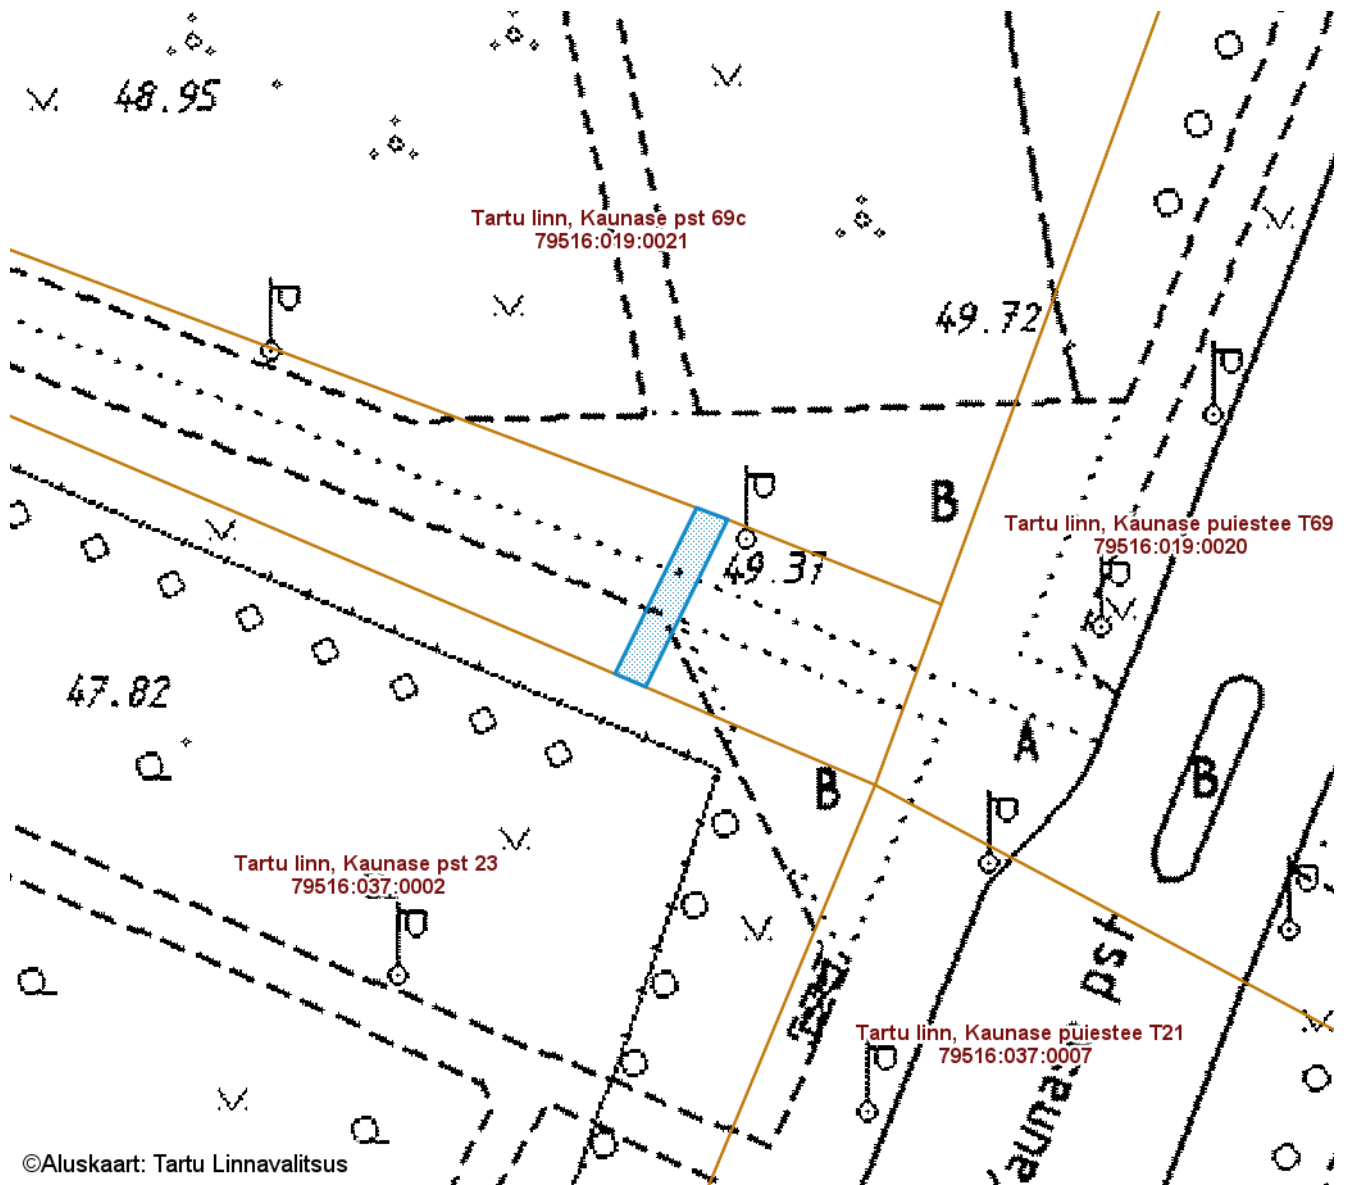 48.95
Tartu linn, Kaunase pst 69c
79516:019:0021
49.72
B
Tartu linn, Kaunase puiestee T69
79516:019:0020
49.37
47.82
A
B
B
Tartu linn, Kaunase pst 23
79516:037:0002
pst
Tartu linn, Kaunase puiestee T21
79516:037:0007
aunase
©Aluskaart: Tartu Linnavalitsus